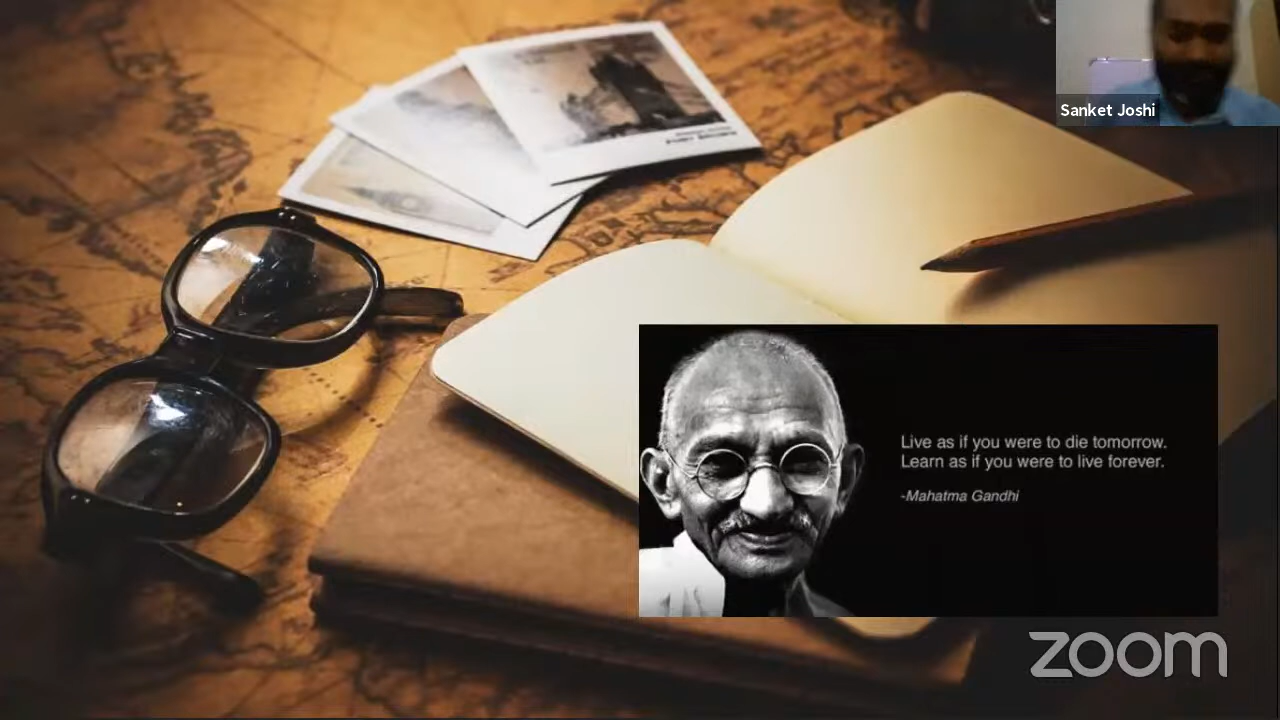 Sanket Joshi
Live as if you were to die tomorrow.
Learn as if you were to live forever.
-Mahatma Gandhi
zoom